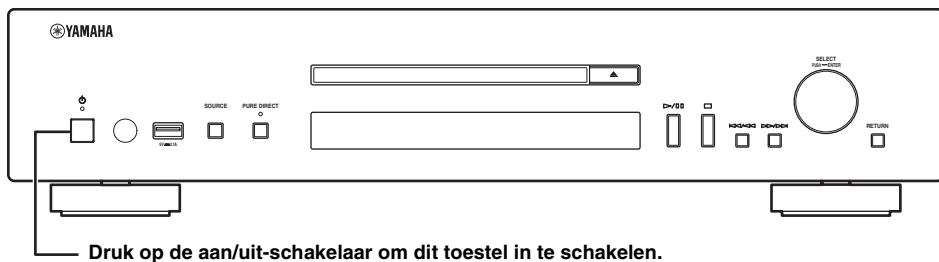 YAMAHA
SELECT
PUSH ENTER
SOURCE
PURE DIRECT
RETURN
Druk op de aan/uit-schakelaar om dit toestel in te schakelen.